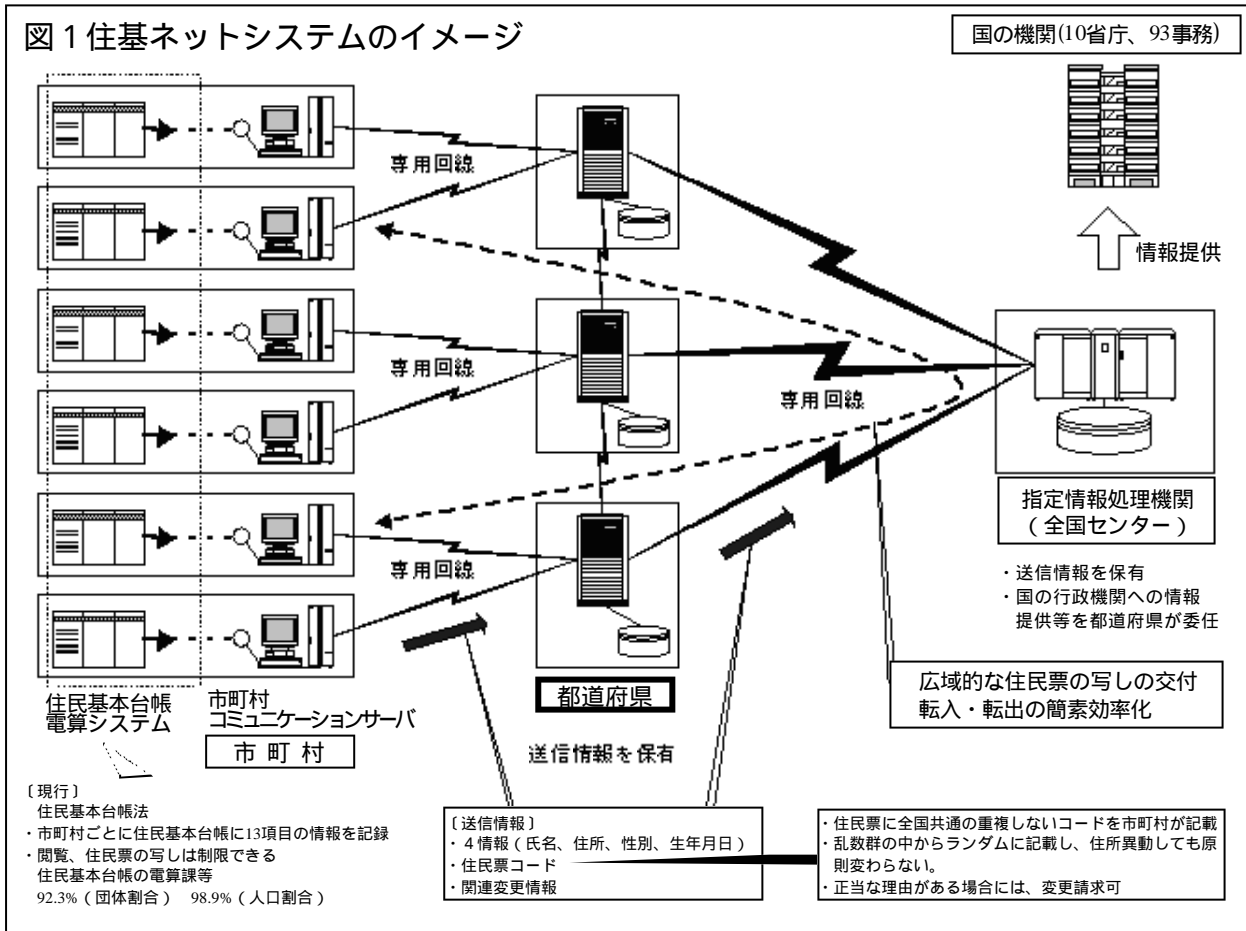 図1住基ネットシステムのイメージ
国の機関(10省庁、93事務)
情報提供
専用回線
専用回線
専用回線
専用回線
指定情報処理機関
(全国センター)
・送信情報を保有
・国の行政機関への情報
提供等を都道府県が委任
広域的な住民票の写しの交付
転入・転出の簡素効率化
住民基本台帳
電算システム
市町村
コミュニケーションサーバ
市町村
都道府県
送信情報を保有
〔現行〕
住民基本台帳法
・市町村ごとに住民基本台帳に13項目の情報を記録
・閲覧、住民票の写しは制限できる
住民基本台帳の電算課等
92.3%(団体割合) 98.9%(人口割合)
〔送信情報〕
・4情報(氏名、住所、性別、生年月日)
・住民票コード
・関連変更情報
・住民票に全国共通の重複しないコードを市町村が記載
・乱数群の中からランダムに記載し、住所異動しても原
則変わらない。
・正当な理由がある場合には、変更請求可